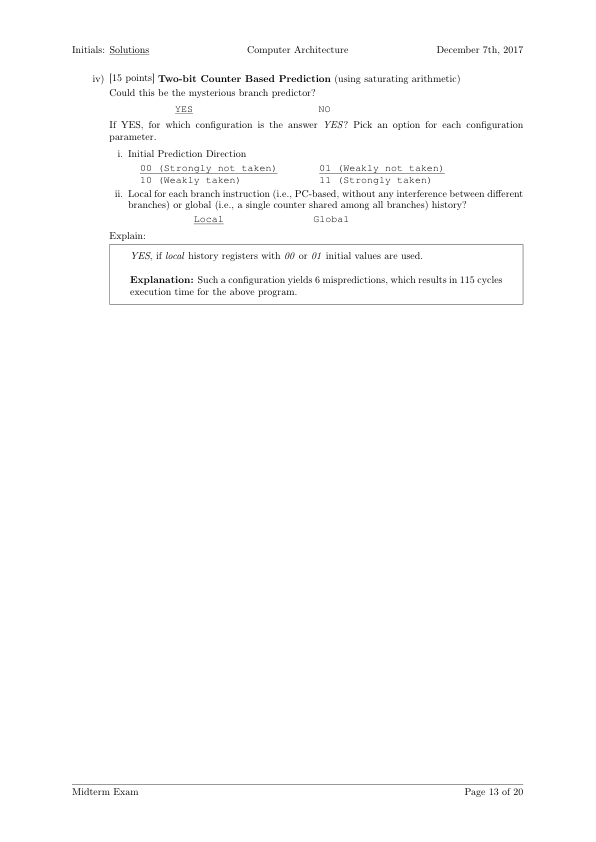 Initials: Solutions Computer Architecture December 7th, 2017
iv) [15 points] Two-bit Counter Based Prediction (using saturating arithmetic)
Could this be the mysterious branch predictor?
YES NO
If YES, for which configuration is the answer YES? Pick an option for each configuration
parameter.
i. Initial Prediction Direction
00 (Strongly not taken) 01 (Weakly not taken)
10 (Weakly taken) 11 (Strongly taken)
ii. Local for each branch instruction (i.e., PC-based, without any interference between different
branches) or global (i.e., a single counter shared among all branches) history?
Local Global
Explain:
YES, if local history registers with 00 or 01 initial values are used.
Explanation: Such a configuration yields 6 mispredictions, which results in 115 cycles
execution time for the above program.
Midterm Exam Page 13 of 20